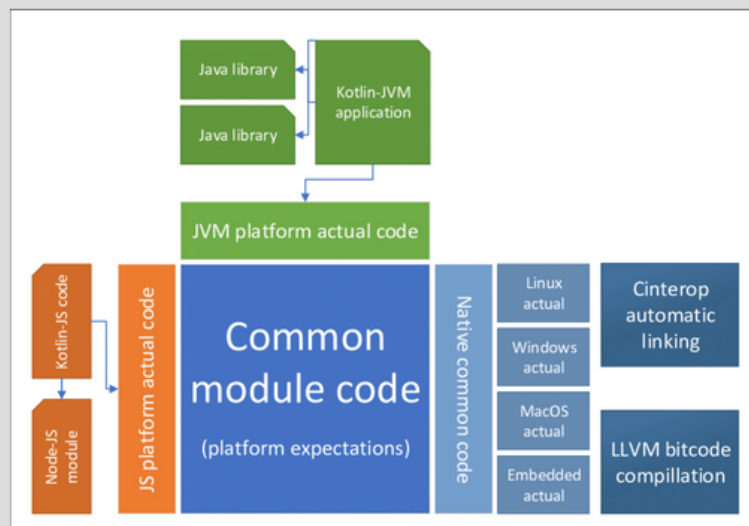 Java library
Kotlin-JVM
application
Java library
JVM platform actual code
Kotlin-JS code
Node-JS
module
JS platform actual code
Common
module code
(platform expectations)
Native common code
Linux
actual
Windows
actual
MacOS
actual
Embedded
actual
Cinterop
automatic
linking
LLVM bitcode
compillation